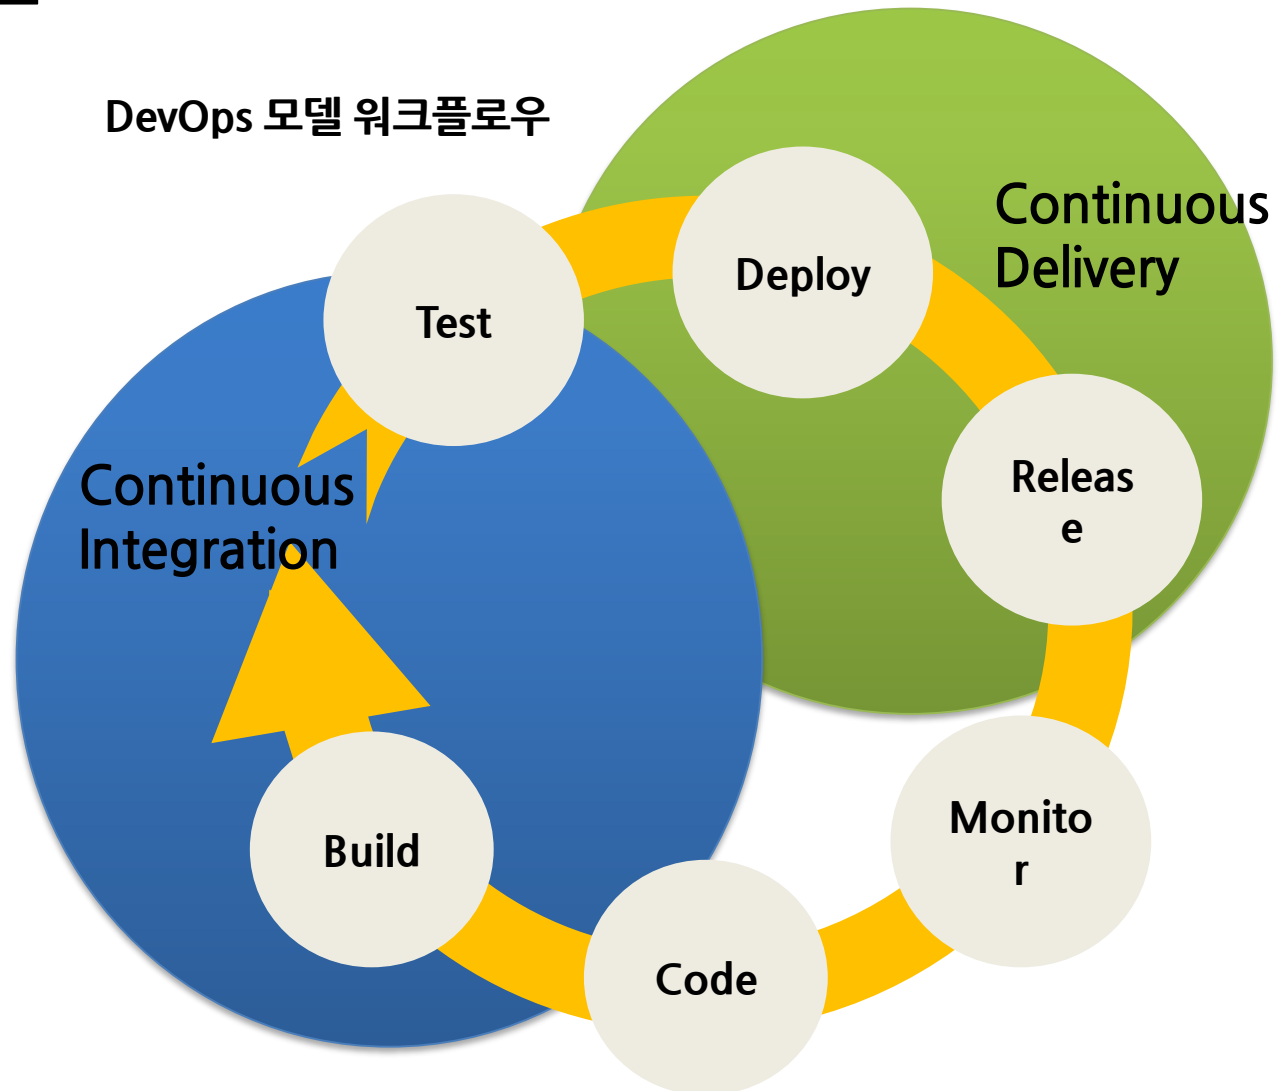 DevOps 모델 워크플로우
Continuous
Delivery
Deploy
Test
Releas
e
Continuous
Integration
Monito
r
Build
Code